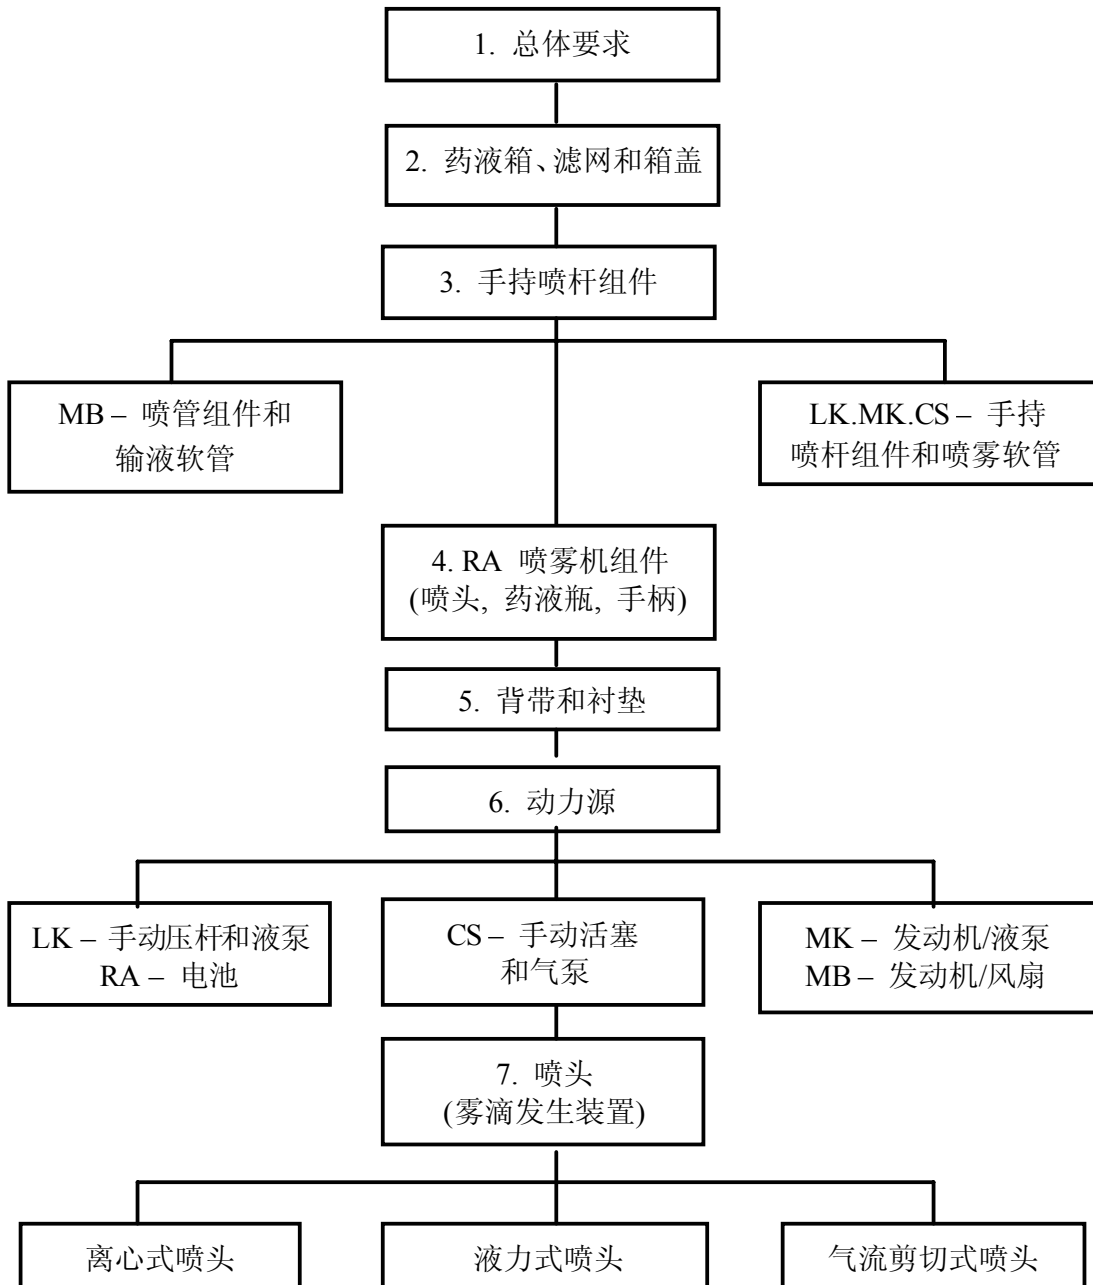 1. 总体要求
2. 药液箱、滤网和箱盖
3. 手持喷杆组件
MB – 喷管组件和
输液软管
LK.MK.CS – 手持
喷杆组件和喷雾软管
4. RA 喷雾机组件
(喷头, 药液瓶, 手柄)
5. 背带和衬垫
6. 动力源
LK – 手动压杆和液泵
RA – 电池
CS – 手动活塞
和气泵
MK – 发动机/液泵
MB – 发动机/风扇
7. 喷头
(雾滴发生装置)
离心式喷头
液力式喷头
气流剪切式喷头